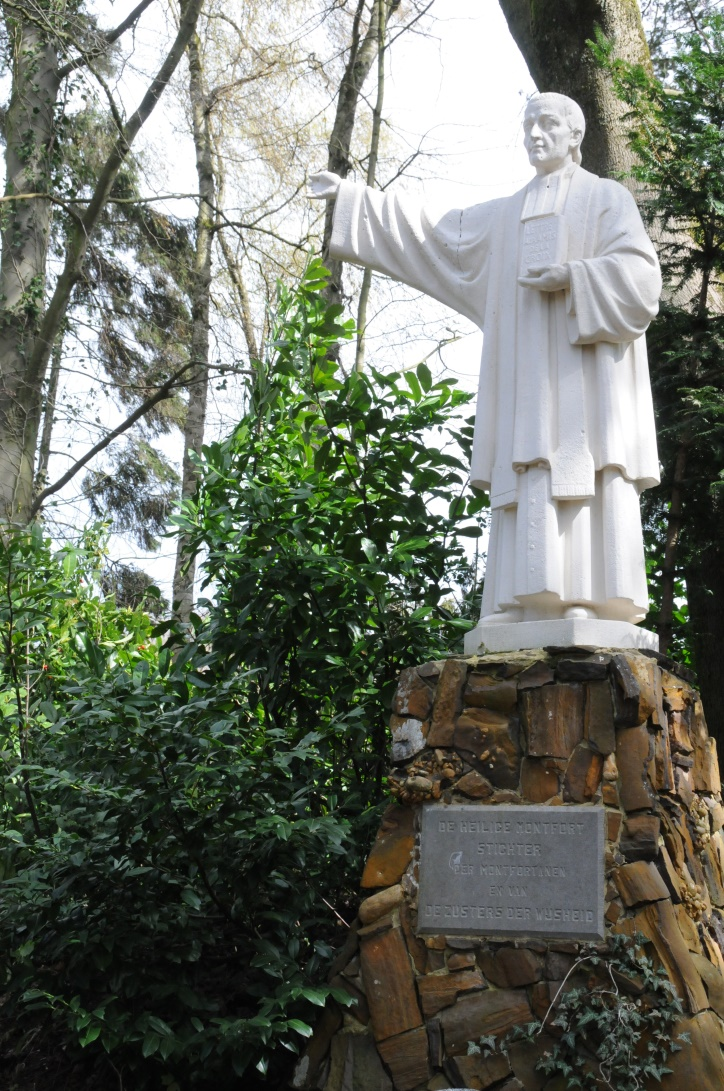 DE HEILIGE MONTFORT
STICHTER
DER MONTFORTANEN
EN VAN
DE ZUSTERS DER WIJSHEID